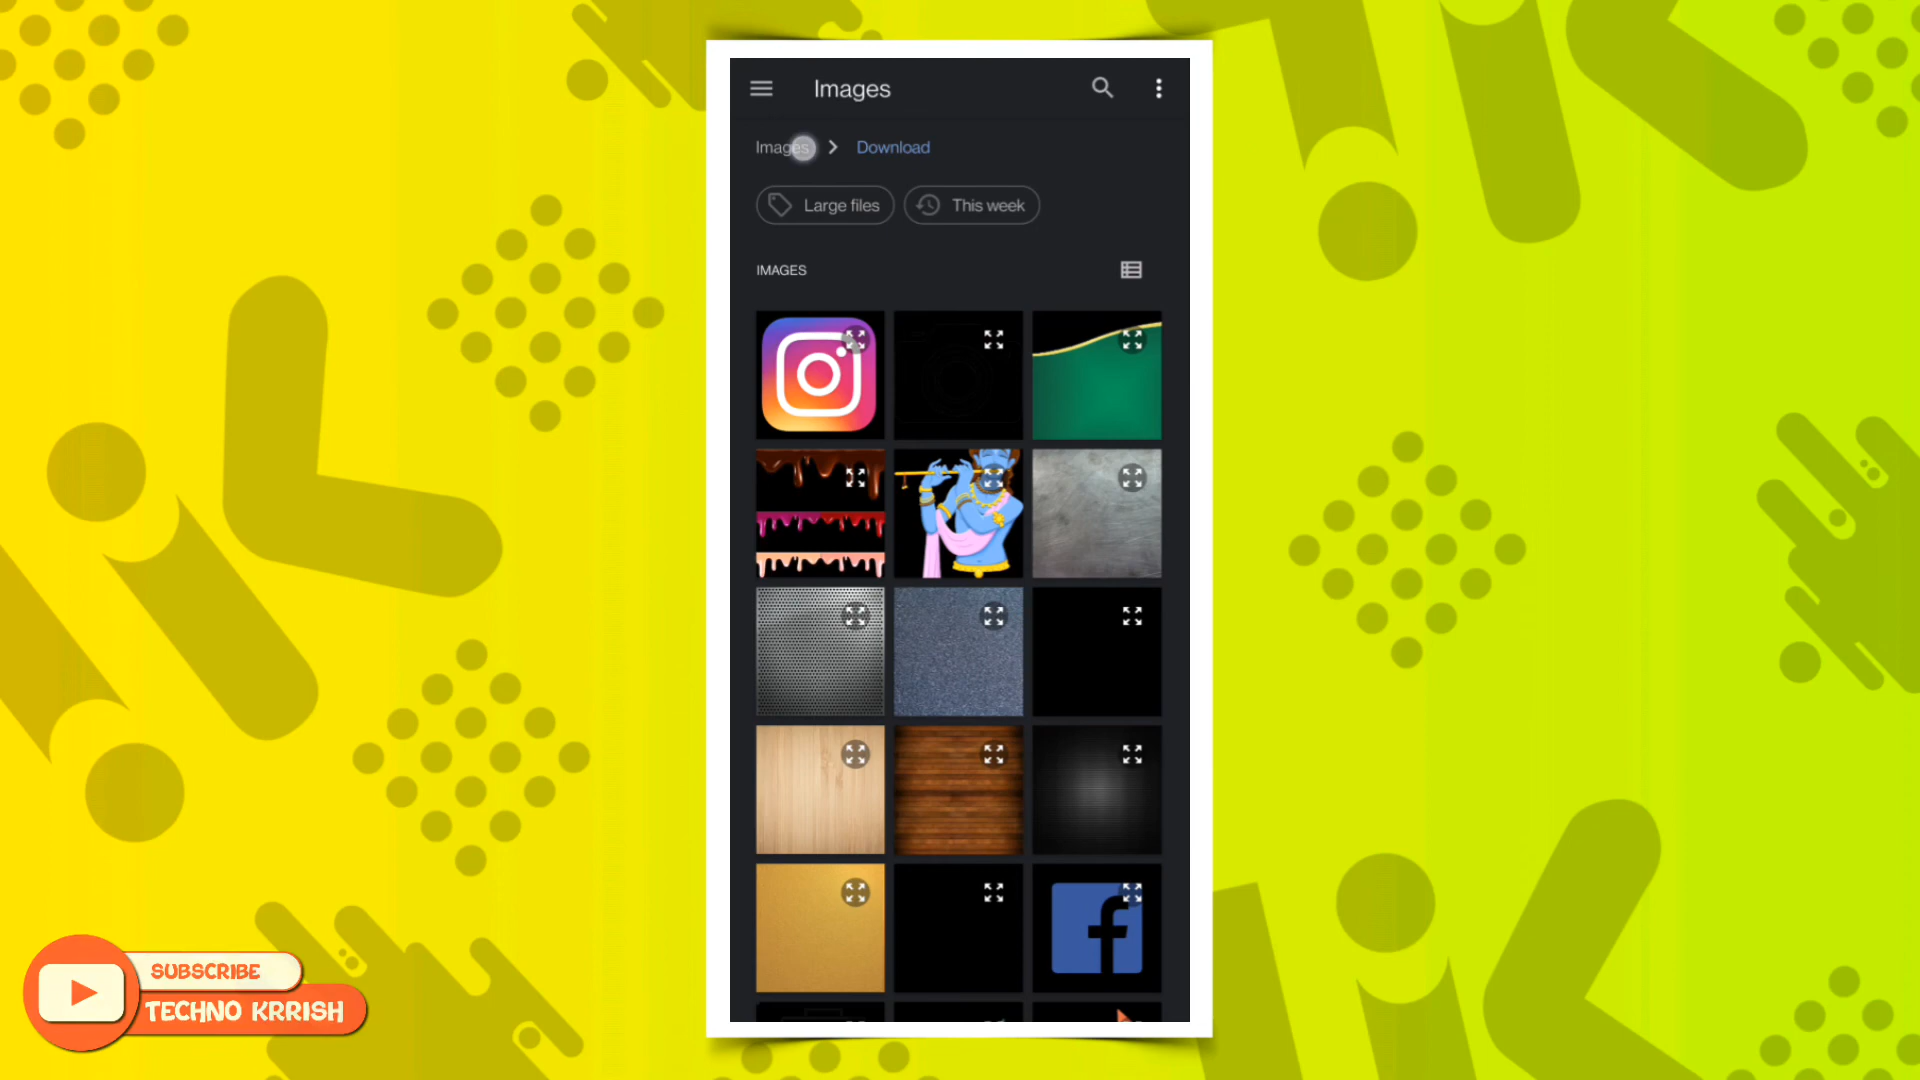 Images
Images > Download
Large files
This week
IMAGES
SUBSCRIBE
TECHNO KRRISH